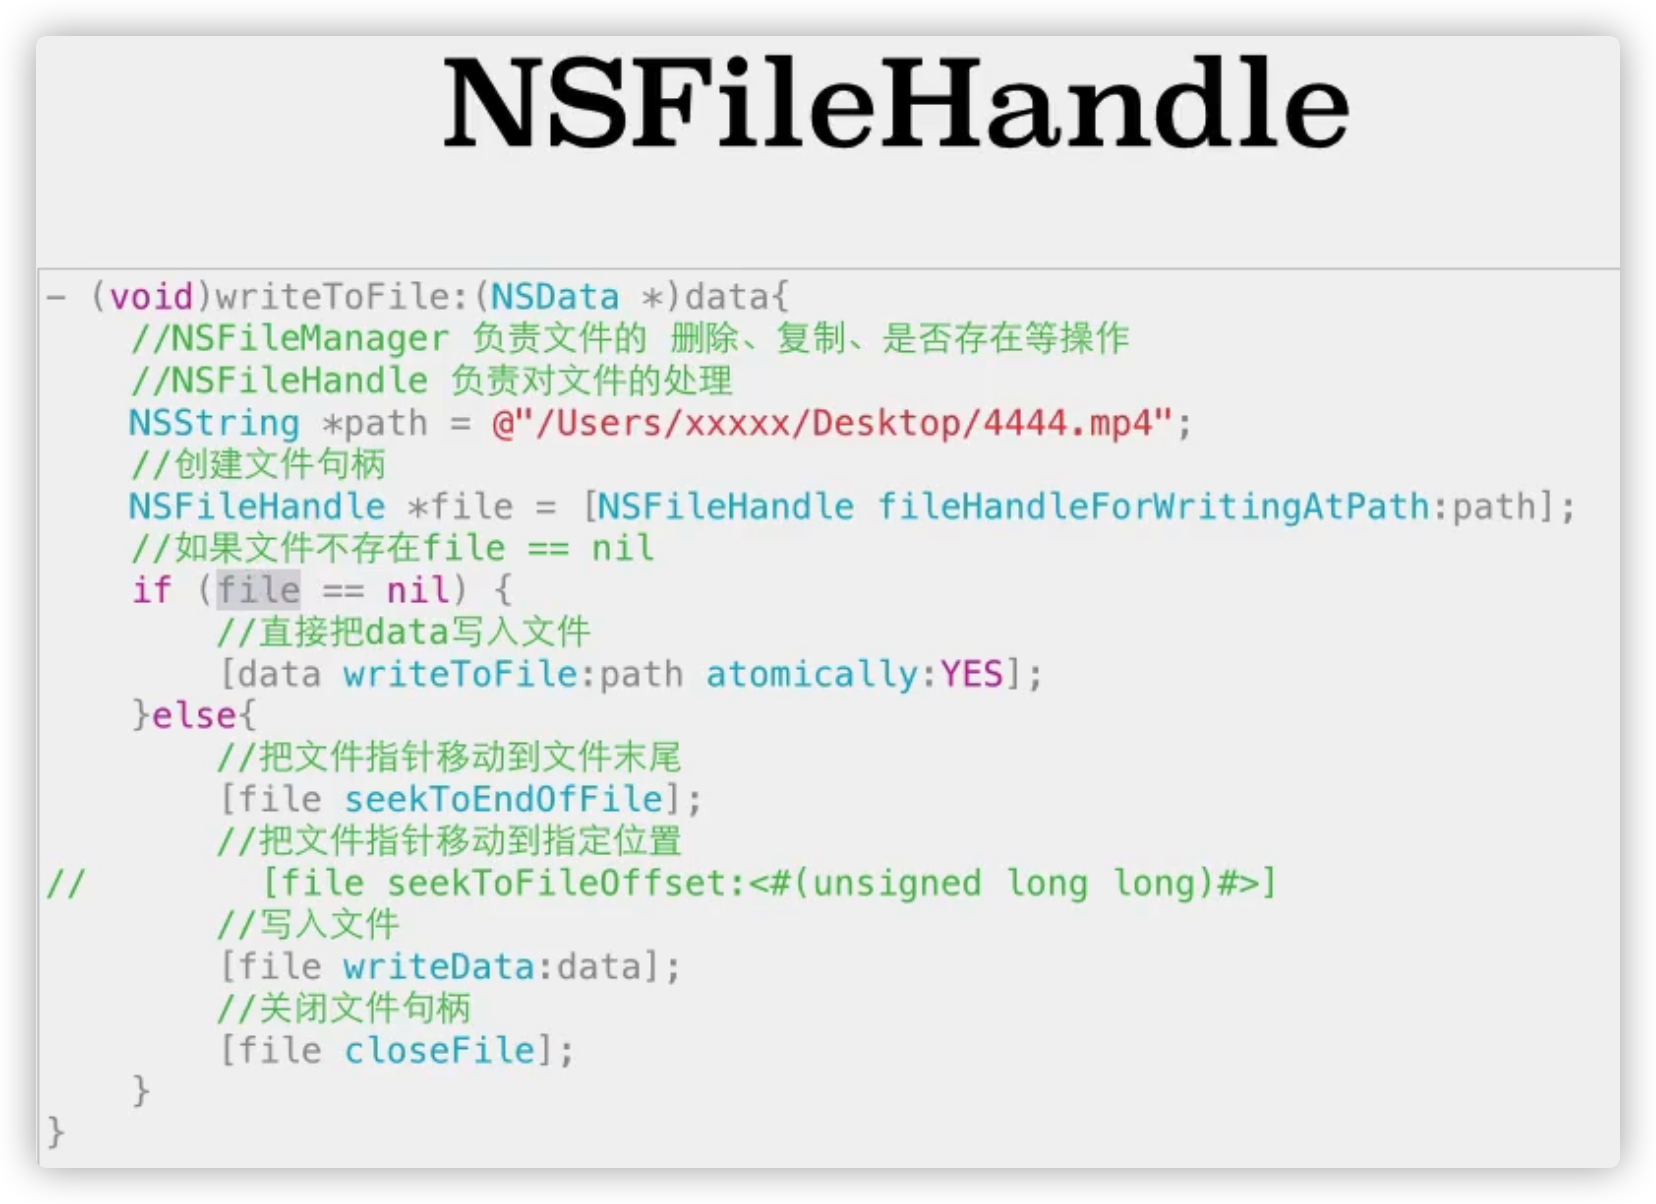 NSFileHandle
- (void)writeToFile:(NSData *)data{
//NSFileManager 负责文件的 删除、复制、是否存在等操作
//NSFileHandle 负责对文件的处理
NSString *path = @"/Users/xxxxx/Desktop/4444.mp4";
//创建文件句柄
NSFileHandle *file = [NSFileHandle fileHandleForWritingAtPath:path];
//如果文件不存在file == nil
if (file == nil) {
//直接把data写入文件
[data writeToFile:path atomically:YES];
}else{
//把文件指针移动到文件末尾
[file seekToEndOfFile];
//把文件指针移动到指定位置
// [file seekToFileOffset:<#(unsigned long long)#>]
//写入文件
[file writeData:data];
//关闭文件句柄
[file closeFile];
}
}